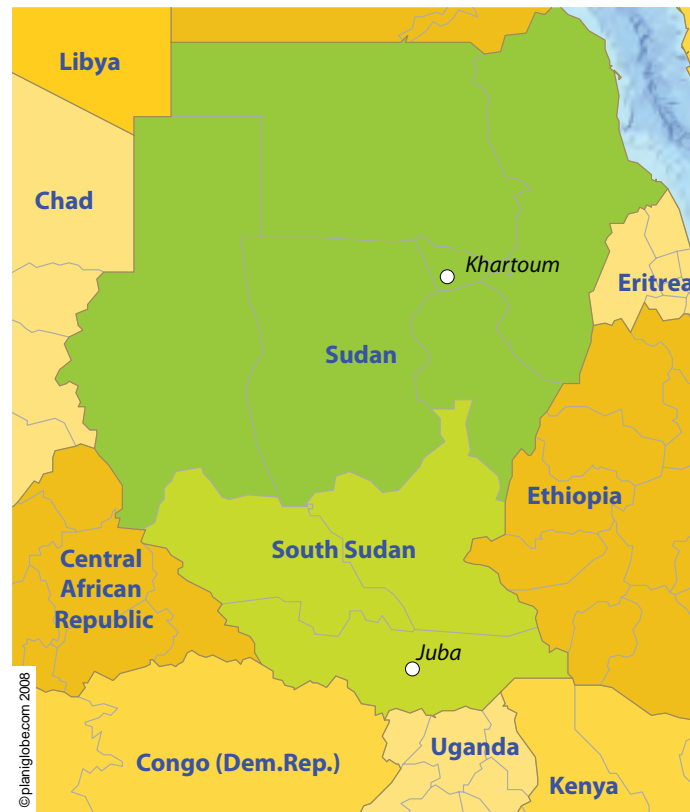 Libya
Chad
Khartoum
Eritrea
Sudan
Ethiopia
South Sudan
Central
African
Republic
Juba
Uganda
Congo (Dem.Rep.)
Kenya
©planiglobe.com 2008